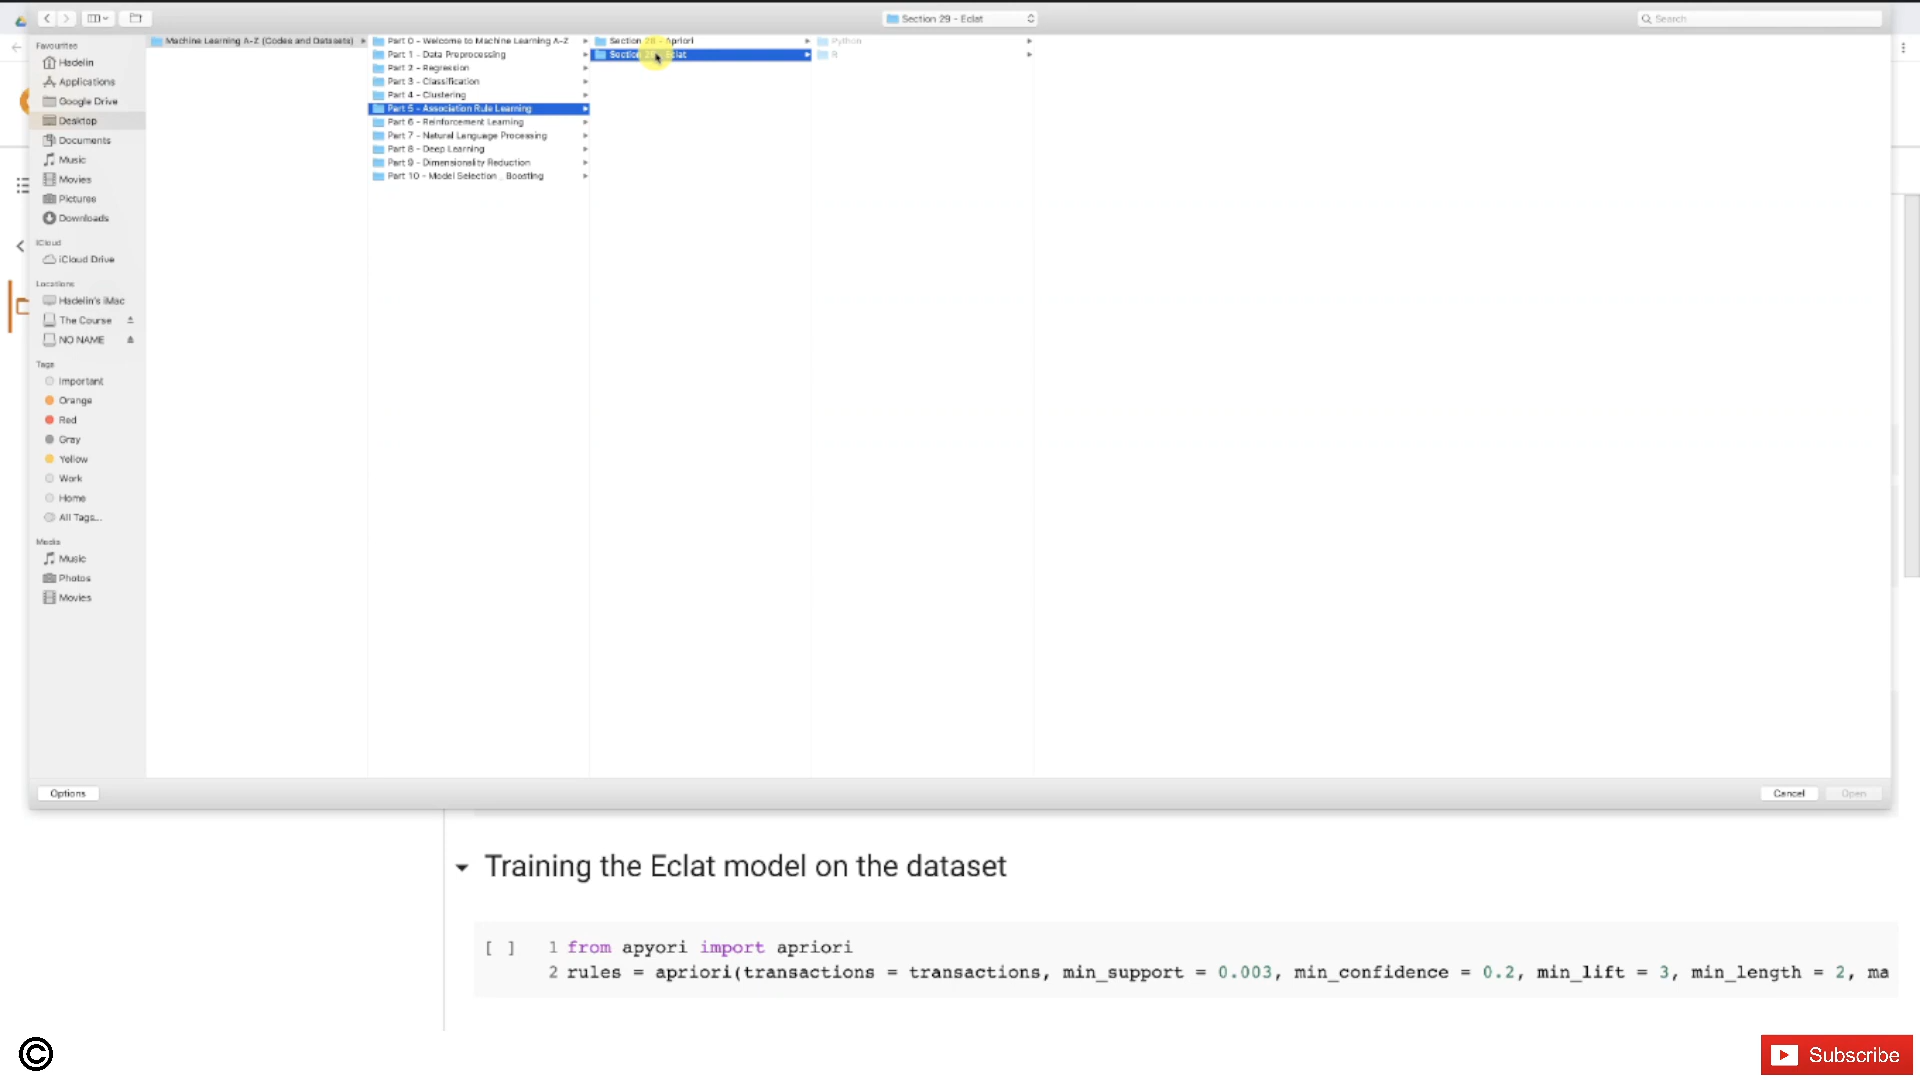 Section 29 - Eclat
Search
Favourites
Hadelin
Applications
Google Drive
Desktop
Documents
Music
Movies
Pictures
Downloads
iCloud
iCloud Drive
Locations
Hadelin's iMac
The Course
NO NAME
Tags
Important
Orange
Red
Gray
Yellow
Work
Home
All Tags...
Media
Music
Photos
Movies
Machine Learning A-Z (Codes and Datasets)
Part 0 - Welcome to Machine Learning A-Z
Part 1 - Data Preprocessing
Part 2 - Regression
Part 3 - Classification
Part 4 - Clustering
Part 5 - Association Rule Learning
Part 6 - Reinforcement Learning
Part 7 - Natural Language Processing
Part 8 - Deep Learning
Part 9 - Dimensionality Reduction
Part 10 - Model Selection _ Boosting
Section 28 - Apriori
Section 29 - Eclat
Python
R
Options
Cancel
Open
Training the Eclat model on the dataset
[ ] 1 from apyori import apriori
2 rules = apriori(transactions = transactions, min_support = 0.003, min_confidence = 0.2, min_lift = 3, min_length = 2, ma
©
Subscribe